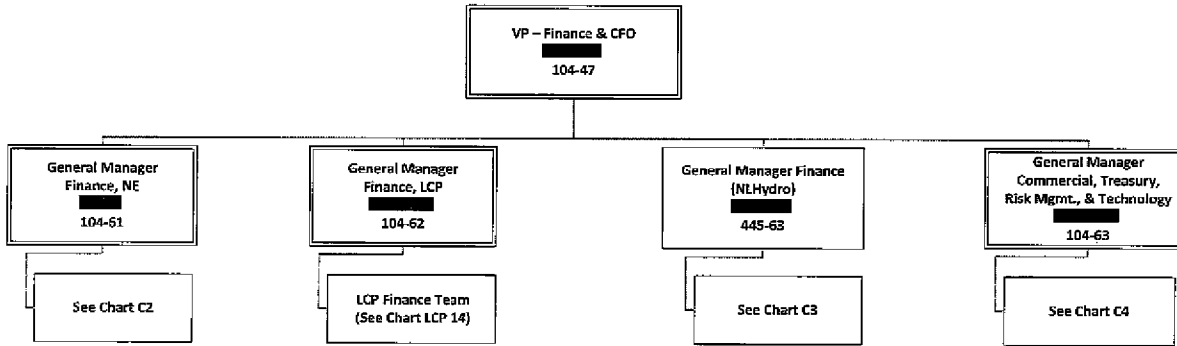 VP – Finance & CFO
104-47
General Manager
Finance, NE
104-61
General Manager
Finance, LCP
104-62
General Manager Finance
(NLHydro)
445-63
General Manager
Commercial, Treasury,
Risk Mgmt., & Technology
104-63
See Chart C2
LCP Finance Team
(See Chart LCP 14)
See Chart C3
See Chart C4